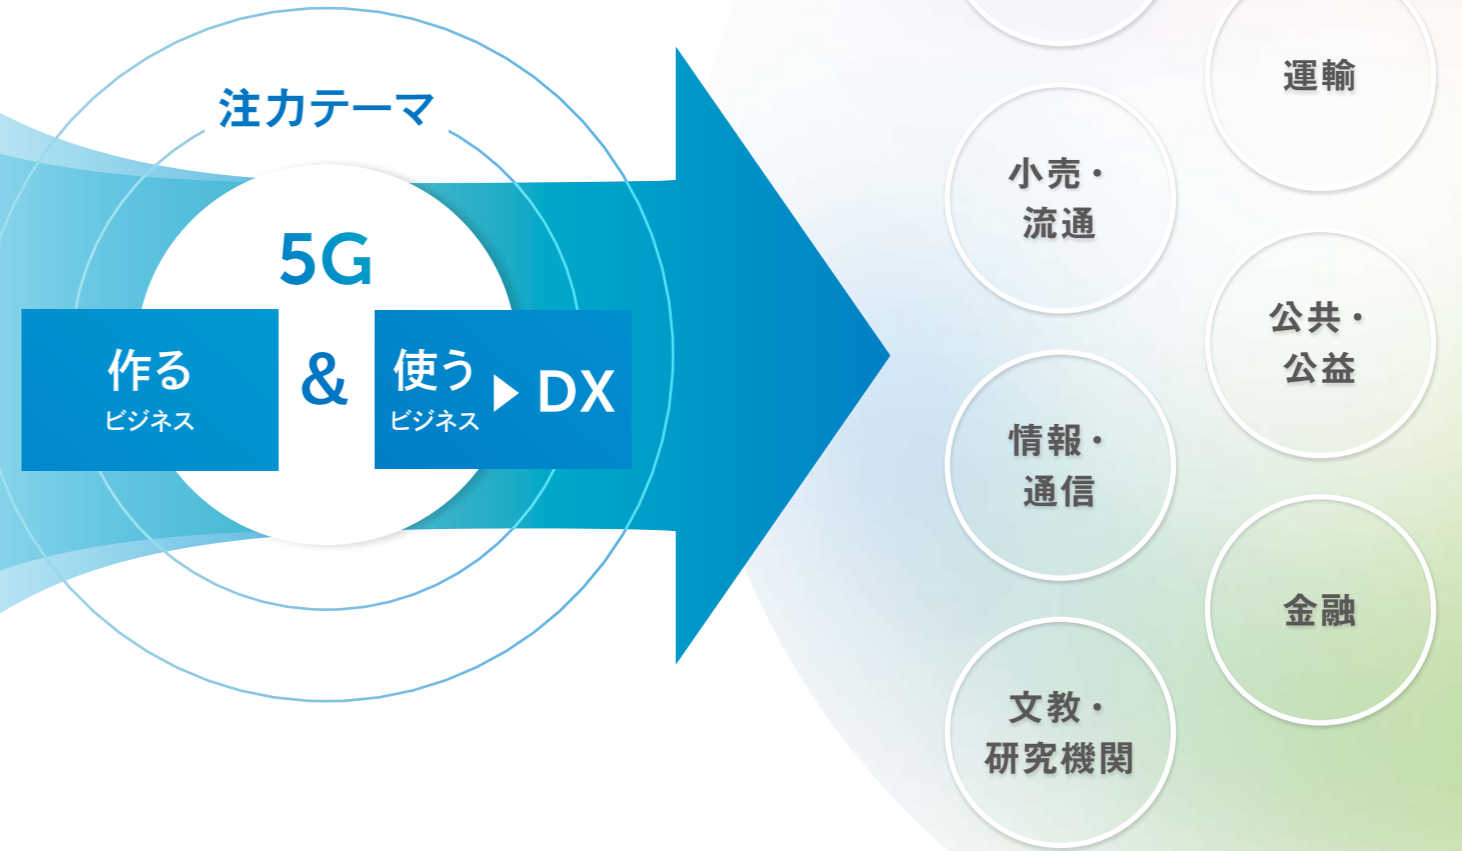 注力テーマ
5G
作る
ビジネス
&
使う
ビジネス
▶ DX
運輸
小売・
流通
公共・
公益
情報・
通信
金融
文教・
研究機関